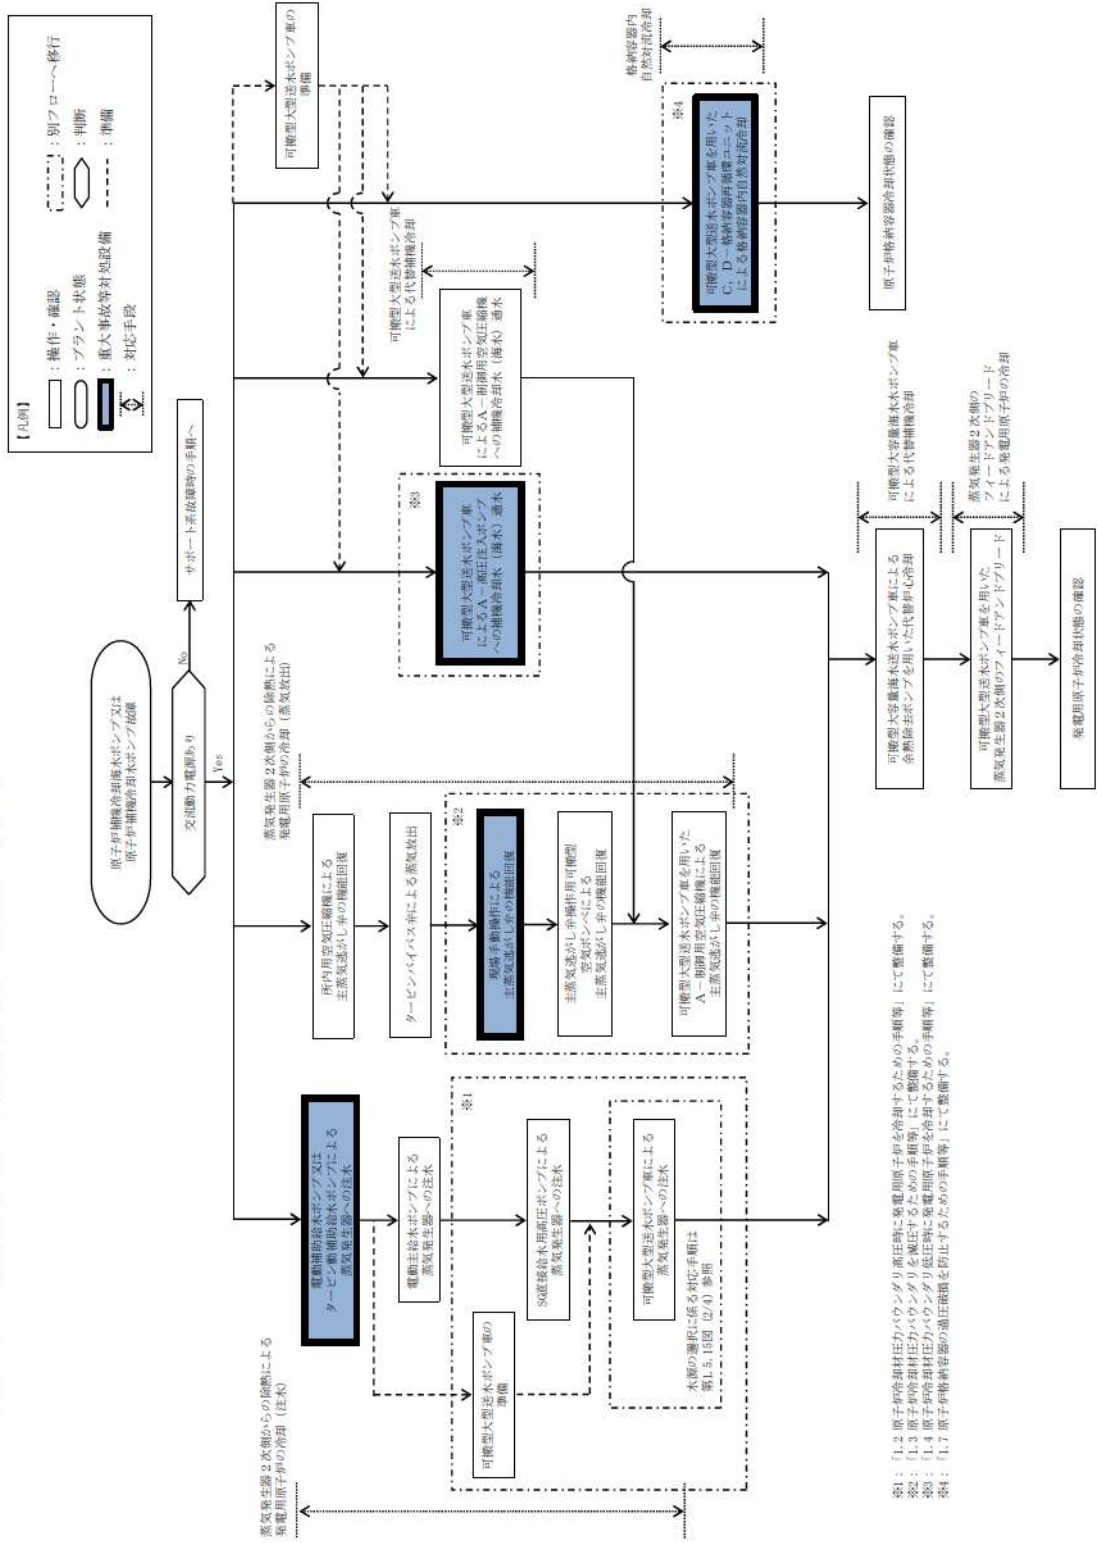 【凡例】
：操作・確認
：プラント状態
：重大事故等対処設備
：対応手段
：別フローへ移行
：判断
：準備
原子炉補機冷却海水ポンプ又は
原子炉補機冷却水ポンプ故障
交流動力電源あり
No
サポート系故障時の手順へ
Yes
蒸気発生器2次側からの除熱による
発電用原子炉の冷却（注水）
電動補助給水ポンプ又は
タービン動補助給水ポンプによる
蒸気発生器への注水
電動主給水ポンプによる
蒸気発生器への注水
※1
可搬型大型送水ポンプ車の
準備
SG直接給水用高圧ポンプによる
蒸気発生器への注水
可搬型大型送水ポンプ車による
蒸気発生器への注水
水源の選択に係る対応手順は
第1.5.15図（2/4）参照
蒸気発生器2次側からの除熱による
発電用原子炉の冷却（蒸気放出）
所内用空気圧縮機による
主蒸気逃がし弁の機能回復
タービンバイパス弁による蒸気放出
※2
現場手動操作による
主蒸気逃がし弁の機能回復
主蒸気逃がし弁操作用可搬型
空気ボンベによる
主蒸気逃がし弁の機能回復
可搬型大型送水ポンプ車を用いた
A－制御用空気圧縮機による
主蒸気逃がし弁の機能回復
※3
可搬型大型送水ポンプ車
によるA－高圧注入ポンプ
への補機冷却水（海水）通水
可搬型大型送水ポンプ車
によるA－制御用空気圧縮機
への補機冷却水（海水）通水
可搬型大型送水ポンプ車
による代替補機冷却
可搬型大型送水ポンプ車の
準備
※4
可搬型大型送水ポンプ車を用いた
C，D－格納容器再循環ユニット
による格納容器内自然対流冷却
格納容器内
自然対流冷却
原子炉格納容器冷却状態の確認
可搬型大容量海水送水ポンプ車による
余熱除去ポンプを用いた代替炉心冷却
可搬型大容量海水水ポンプ車
による代替補機冷却
可搬型大型送水ポンプ車を用いた
蒸気発生器2次側のフィードアンドブリード
蒸気発生器2次側の
フィードアンドブリード
による発電用原子炉の冷却
発電用原子炉冷却状態の確認
※1：「1.2 原子炉冷却材圧力バウンダリ高圧時に発電用原子炉を冷却するための手順等」にて整備する。
※2：「1.3 原子炉冷却材圧力バウンダリを減圧するための手順等」にて整備する。
※3：「1.4 原子炉冷却材圧力バウンダリ低圧時に発電用原子炉を冷却するための手順等」にて整備する。
※4：「1.7 原子炉格納容器の過圧破損を防止するための手順等」にて整備する。